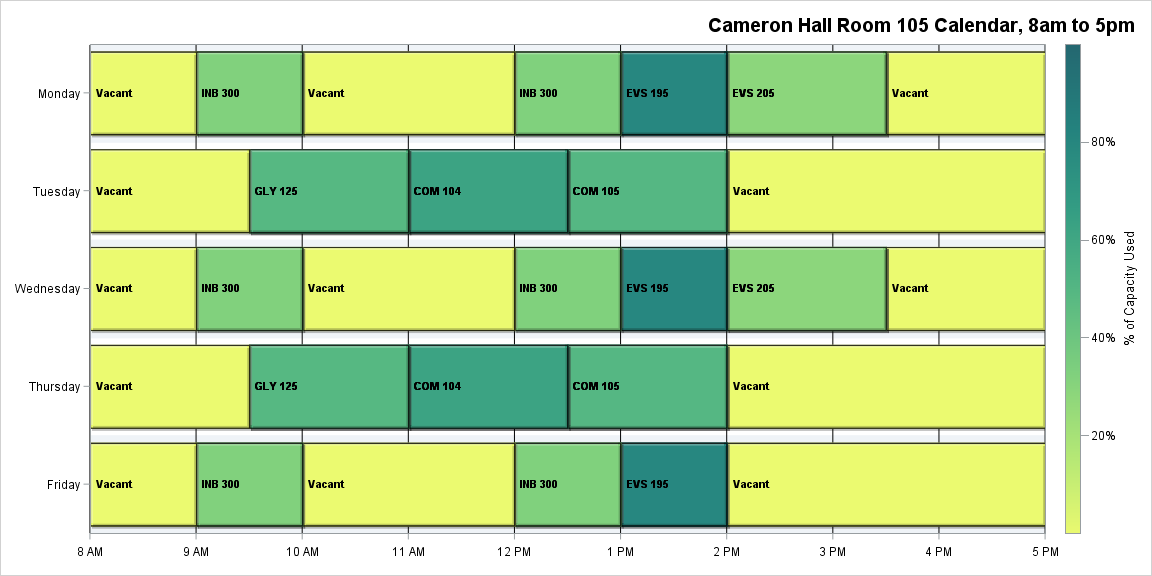 Cameron Hall Room 105 Calendar, 8am to 5pm
Monday Vacant INB 300 Vacant INB 300 EVS 195 EVS 205 Vacant
80%
Tuesday Vacant GLY 125 COM 104 COM 105 Vacant
60%
% of Capacity Used
Wednesday Vacant INB 300 Vacant INB 300 EVS 195 EVS 205 Vacant
40%
Thursday Vacant GLY 125 COM 104 COM 105 Vacant
20%
Friday Vacant INB 300 Vacant INB 300 EVS 195 Vacant
8 AM 9 AM 10 AM 11 AM 12 PM 1 PM 2 PM 3 PM 4 PM 5 PM